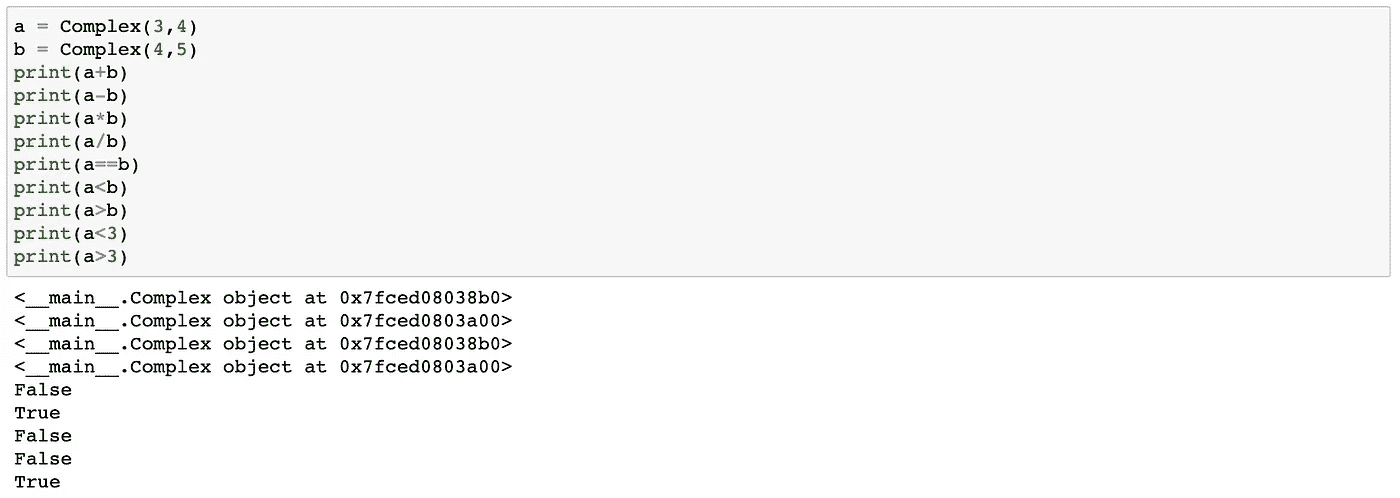 a = Complex(3,4)
b = Complex(4,5)
print(a+b)
print(a-b)
print(a*b)
print(a/b)
print(a==b)
print(a<b)
print(a>b)
print(a<3)
print(a>3)
<__main__.Complex object at 0x7fced08038b0>
<__main__.Complex object at 0x7fced0803a00>
<__main__.Complex object at 0x7fced08038b0>
<__main__.Complex object at 0x7fced0803a00>
False
True
False
False
True